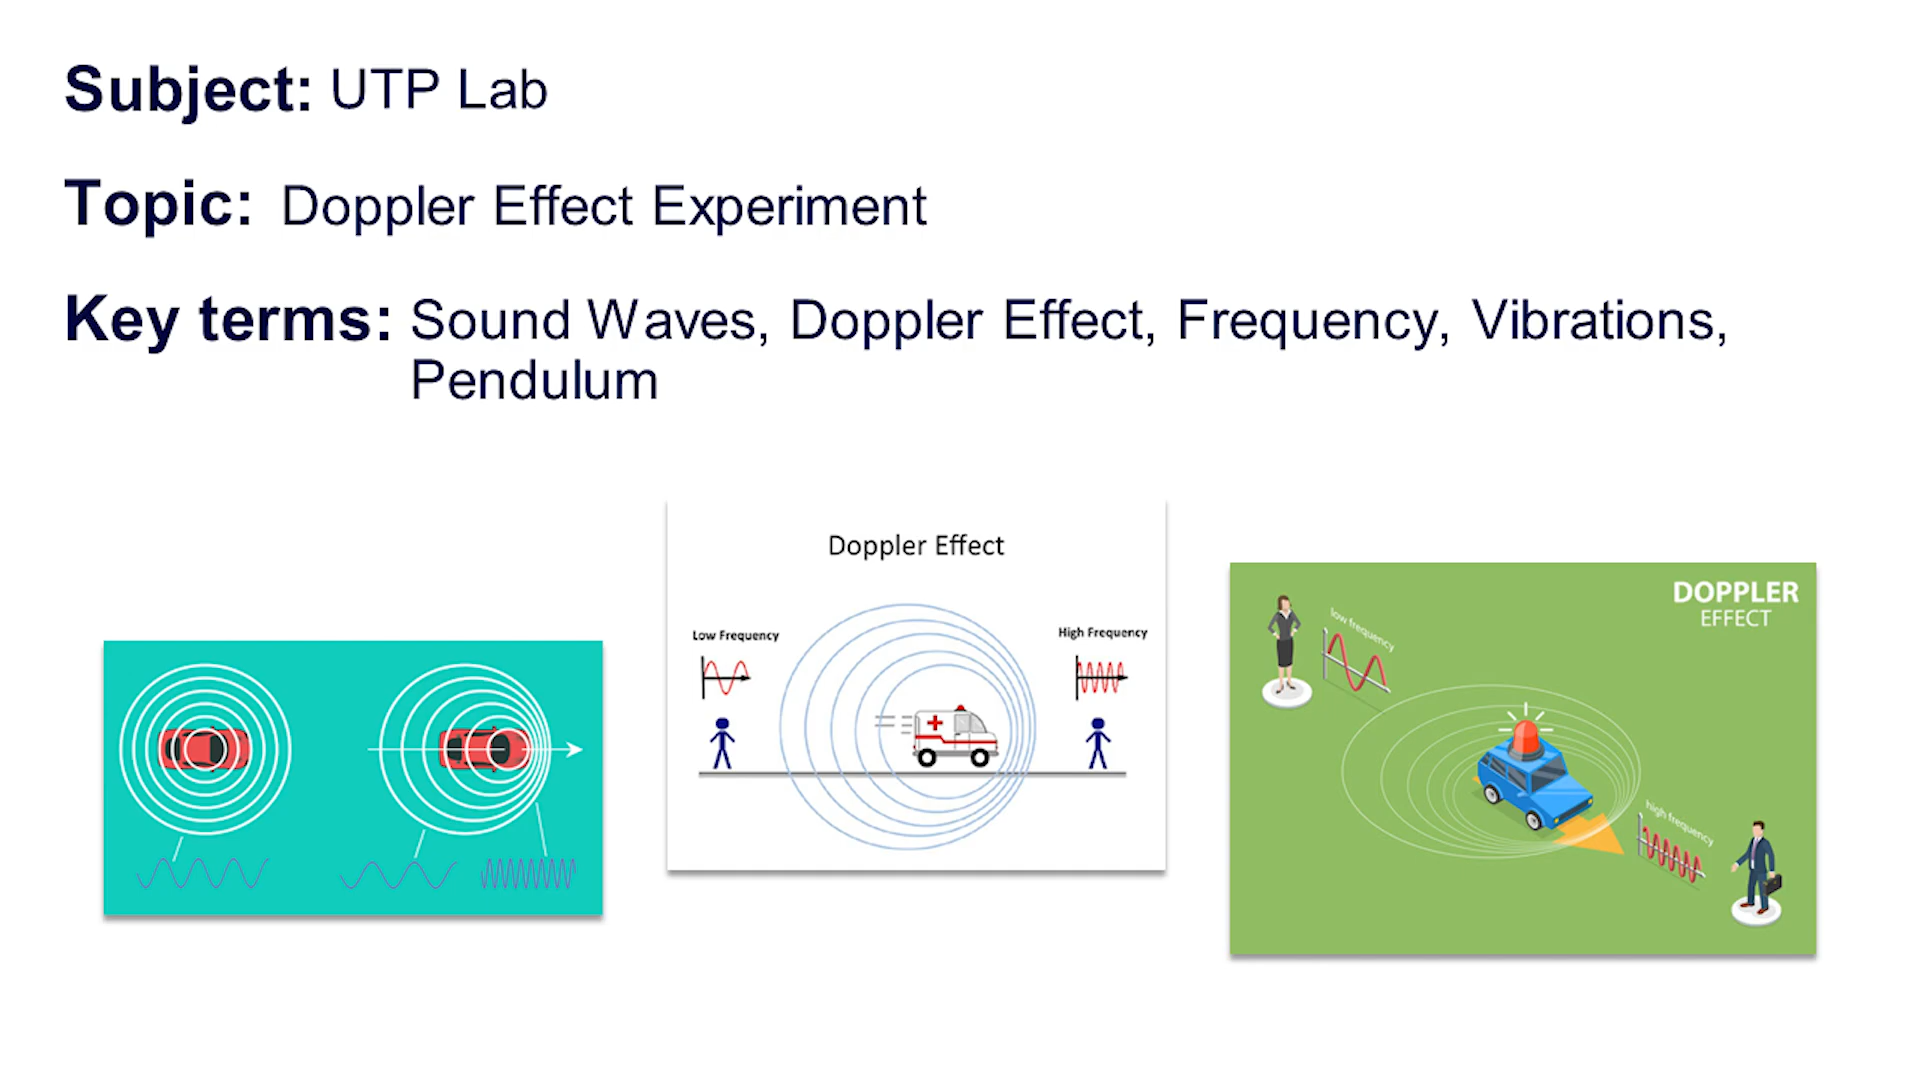 Subject: UTP Lab
Topic: Doppler Effect Experiment
Key terms: Sound Waves, Doppler Effect, Frequency, Vibrations,
Pendulum
Doppler Effect
Low Frequency
High Frequency
DOPPLER
EFFECT
low frequency
high frequency